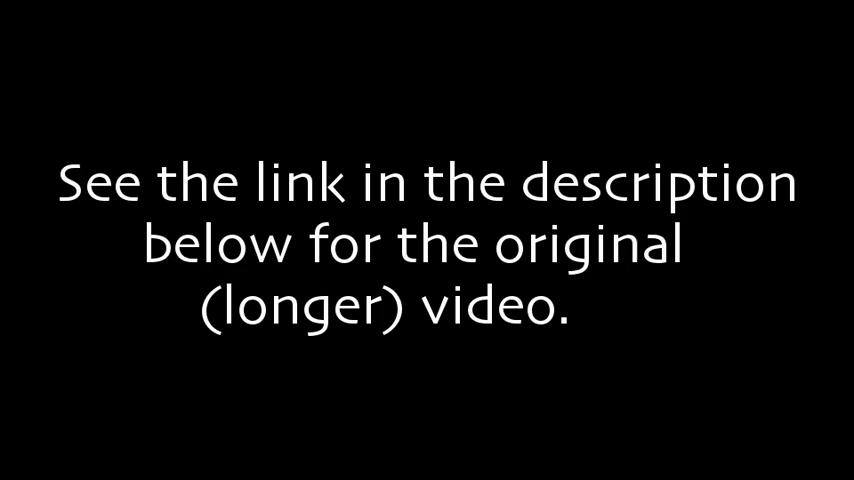 See the link in the description
below for the original
(longer) video.